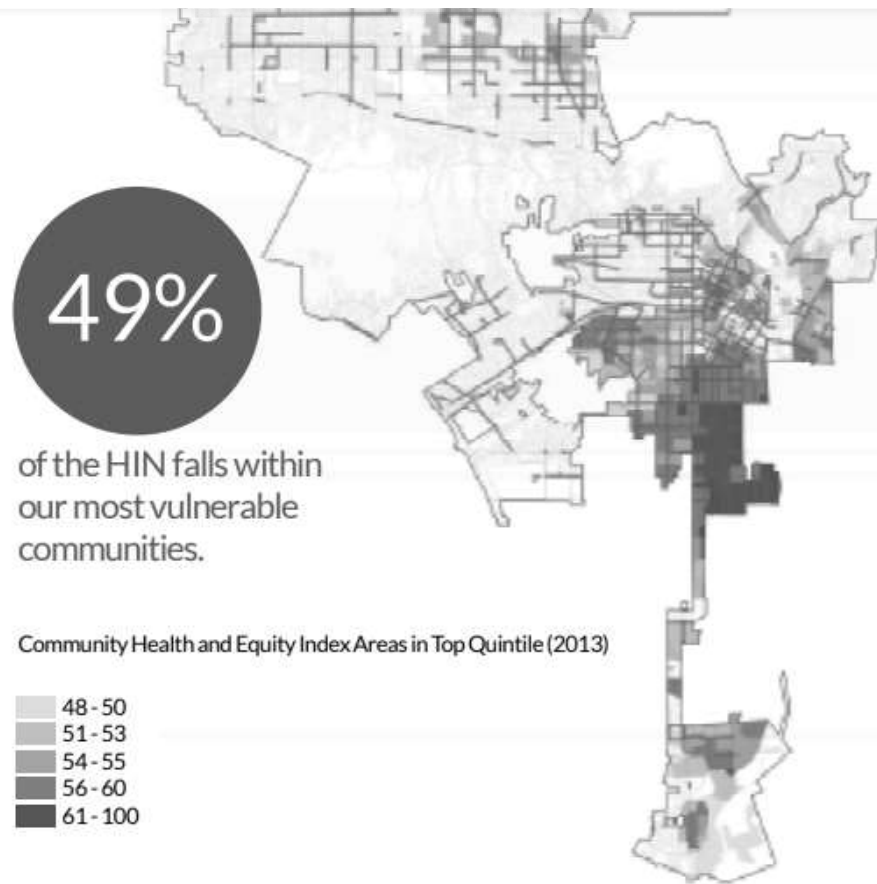 49%
of the HIN falls within
our most vulnerable
communities.
Community Health and Equity Index Areas in Top Quintile (2013)
48 - 50
51 - 53
54 - 55
56 - 60
61 - 100